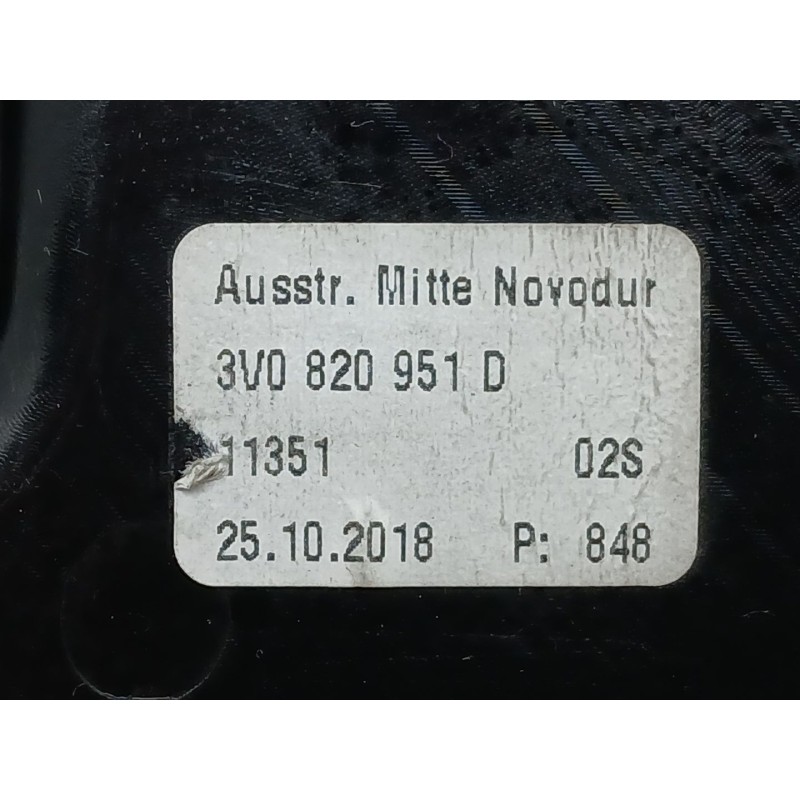 Ausstr. Mitte Novodur
3V0 820 951 D
11351 02S
25.10.2018 P: 848